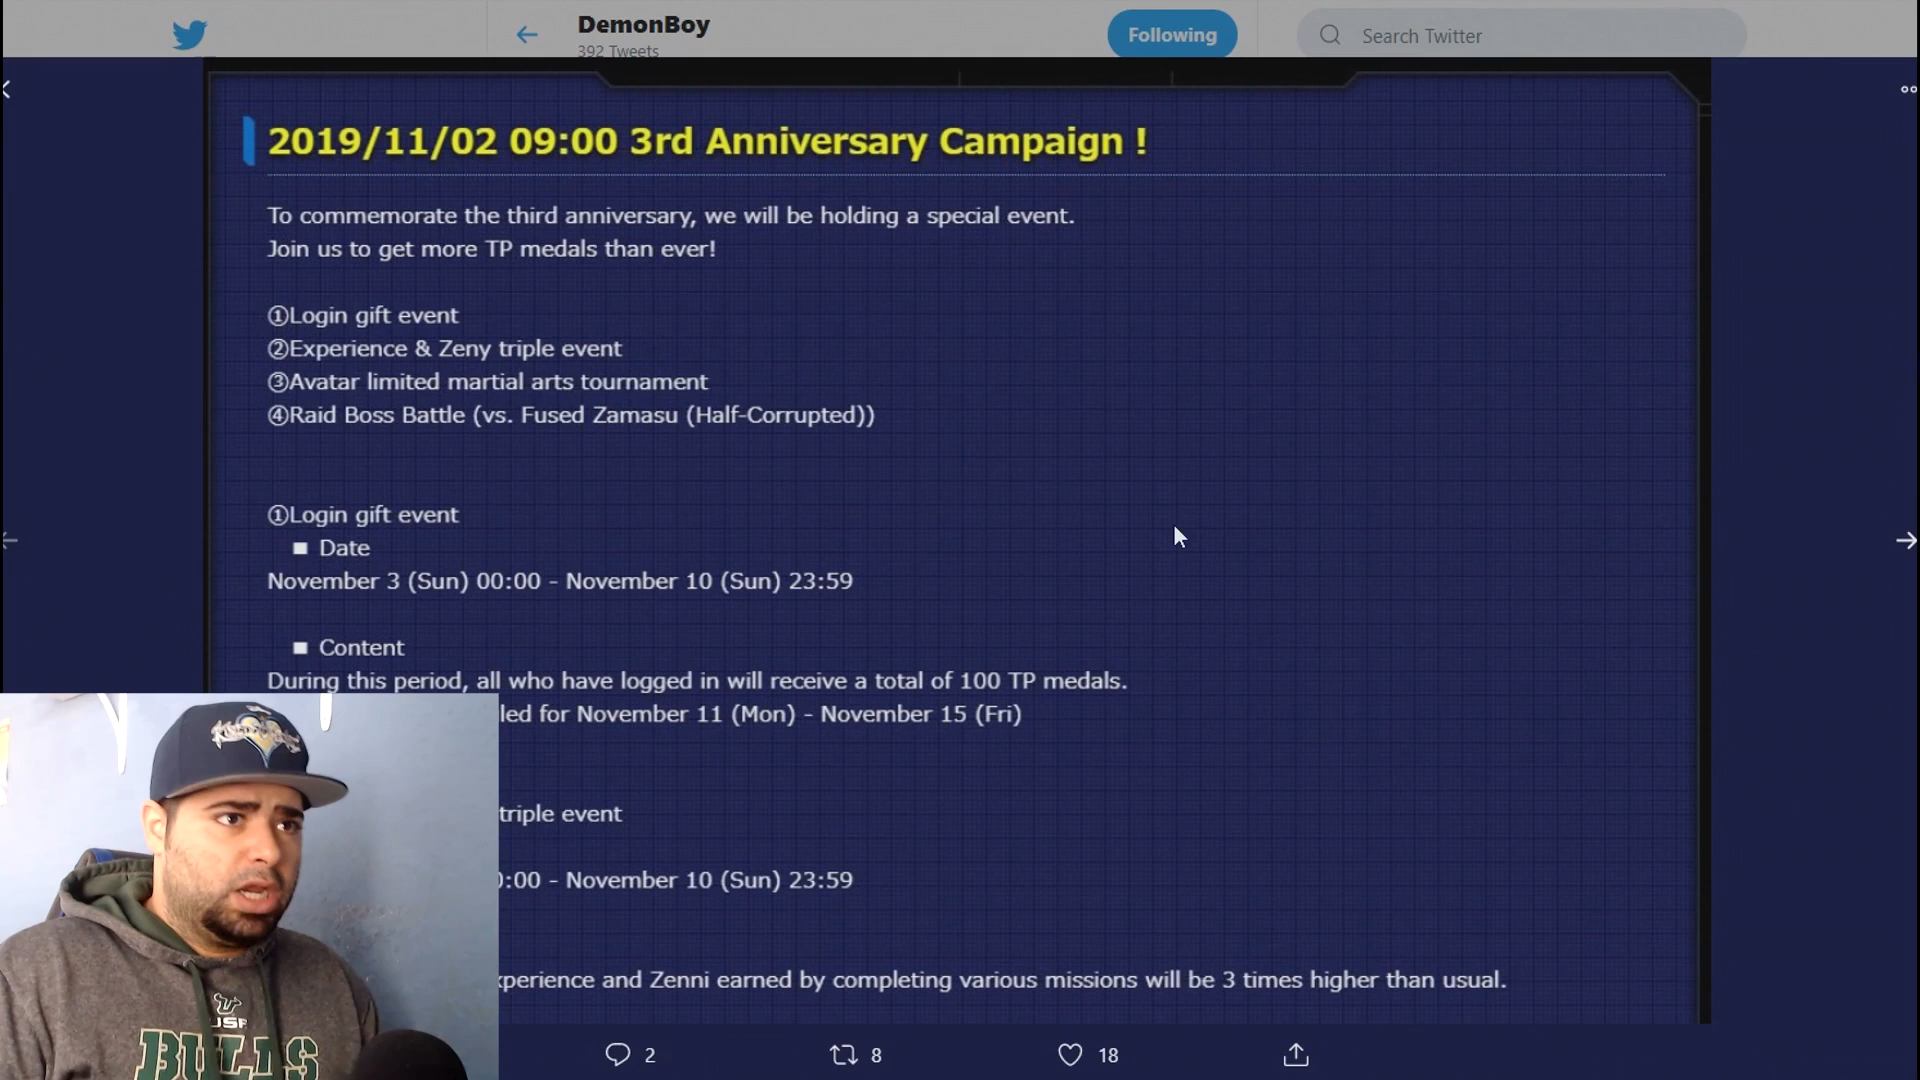 DemonBoy
392 Tweets
Following
Search Twitter
2019/11/02 09:00 3rd Anniversary Campaign !
To commemorate the third anniversary, we will be holding a special event.
Join us to get more TP medals than ever!
①Login gift event
②Experience & Zeny triple event
③Avatar limited martial arts tournament
④Raid Boss Battle (vs. Fused Zamasu (Half-Corrupted))
①Login gift event
■ Date
November 3 (Sun) 00:00 - November 10 (Sun) 23:59
■ Content
During this period, all who have logged in will receive a total of 100 TP medals.
led for November 11 (Mon) - November 15 (Fri)
triple event
:00 - November 10 (Sun) 23:59
xperience and Zenni earned by completing various missions will be 3 times higher than usual.
USF
BULLS
2
8
18